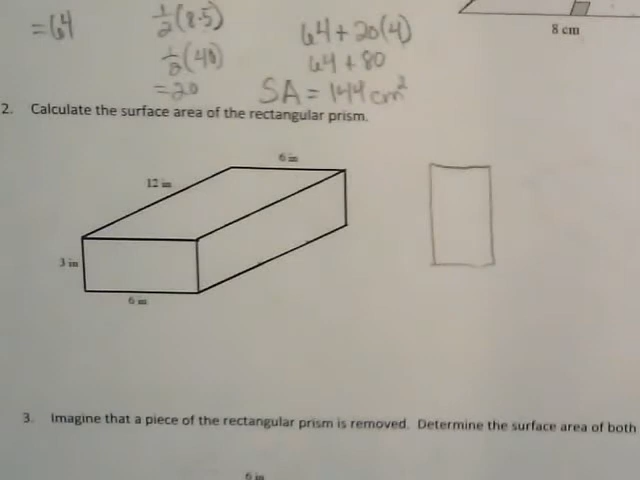 = 64
1/2 (8·5)
1/2 (40)
= 20
64 + 20(4)
64 + 80
SA = 144 cm²
8 cm
2. Calculate the surface area of the rectangular prism.
6 in
12 in
3 in
6 in
3. Imagine that a piece of the rectangular prism is removed. Determine the surface area of both
6 in